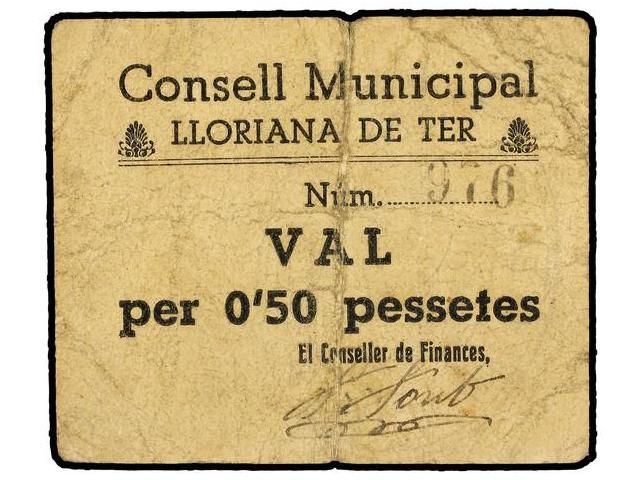 Consell Municipal
LLORIANA DE TER
Núm. 976
VAL
per 0'50 pessetes
El Conseller de Finances,